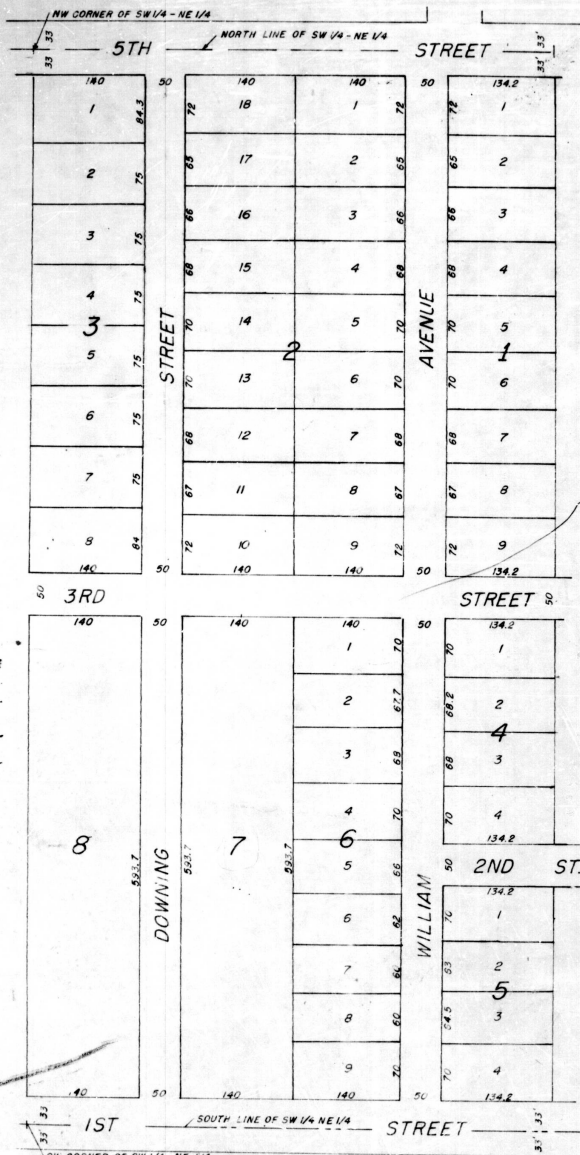 NW CORNER OF SW 1/4 - NE 1/4
NORTH LINE OF SW 1/4 - NE 1/4
33 33 5TH STREET 33' 33'
140 50 140 140 50 134.2
1 84.3 72 18 1 72 72 1
2 75 65 17 2 65 65 2
3 75 66 16 3 66 66 3
4 75 68 15 4 68 68 4
3 STREET 2 AVENUE 1
5 75 70 14 5 70 70 5
6 75 70 13 6 70 70 6
7 75 68 12 7 68 68 7
67 11 8 67 67 8
8 84 72 10 9 72 72 9
140 50 140 140 50 134.2
50 3RD STREET 50
140 50 140 140 50 134.2
1 70 70 1
2 67.7 68.2 2
4
3 69 68 3
4 70 70 4
134.2
8 593.7 DOWNING 593.7 7 593.7 6
5 66 50 2ND ST.
134.2
6 62 WILLIAM 70 1
7 63 2
5
8 60 64.5 3
9 70 70 4
140 50 140 140 50 134.2
33 33 1ST SOUTH LINE OF SW 1/4 NE 1/4 STREET 33' 33'